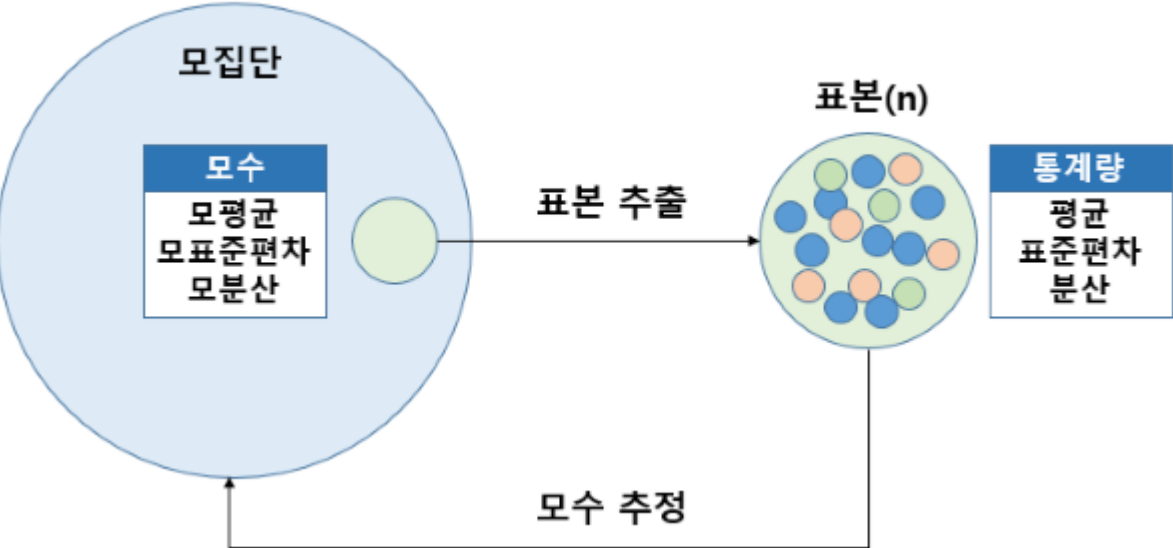 모집단
모수
모평균
모표준편차
모분산
표본 추출
표본(n)
통계량
평균
표준편차
분산
모수 추정